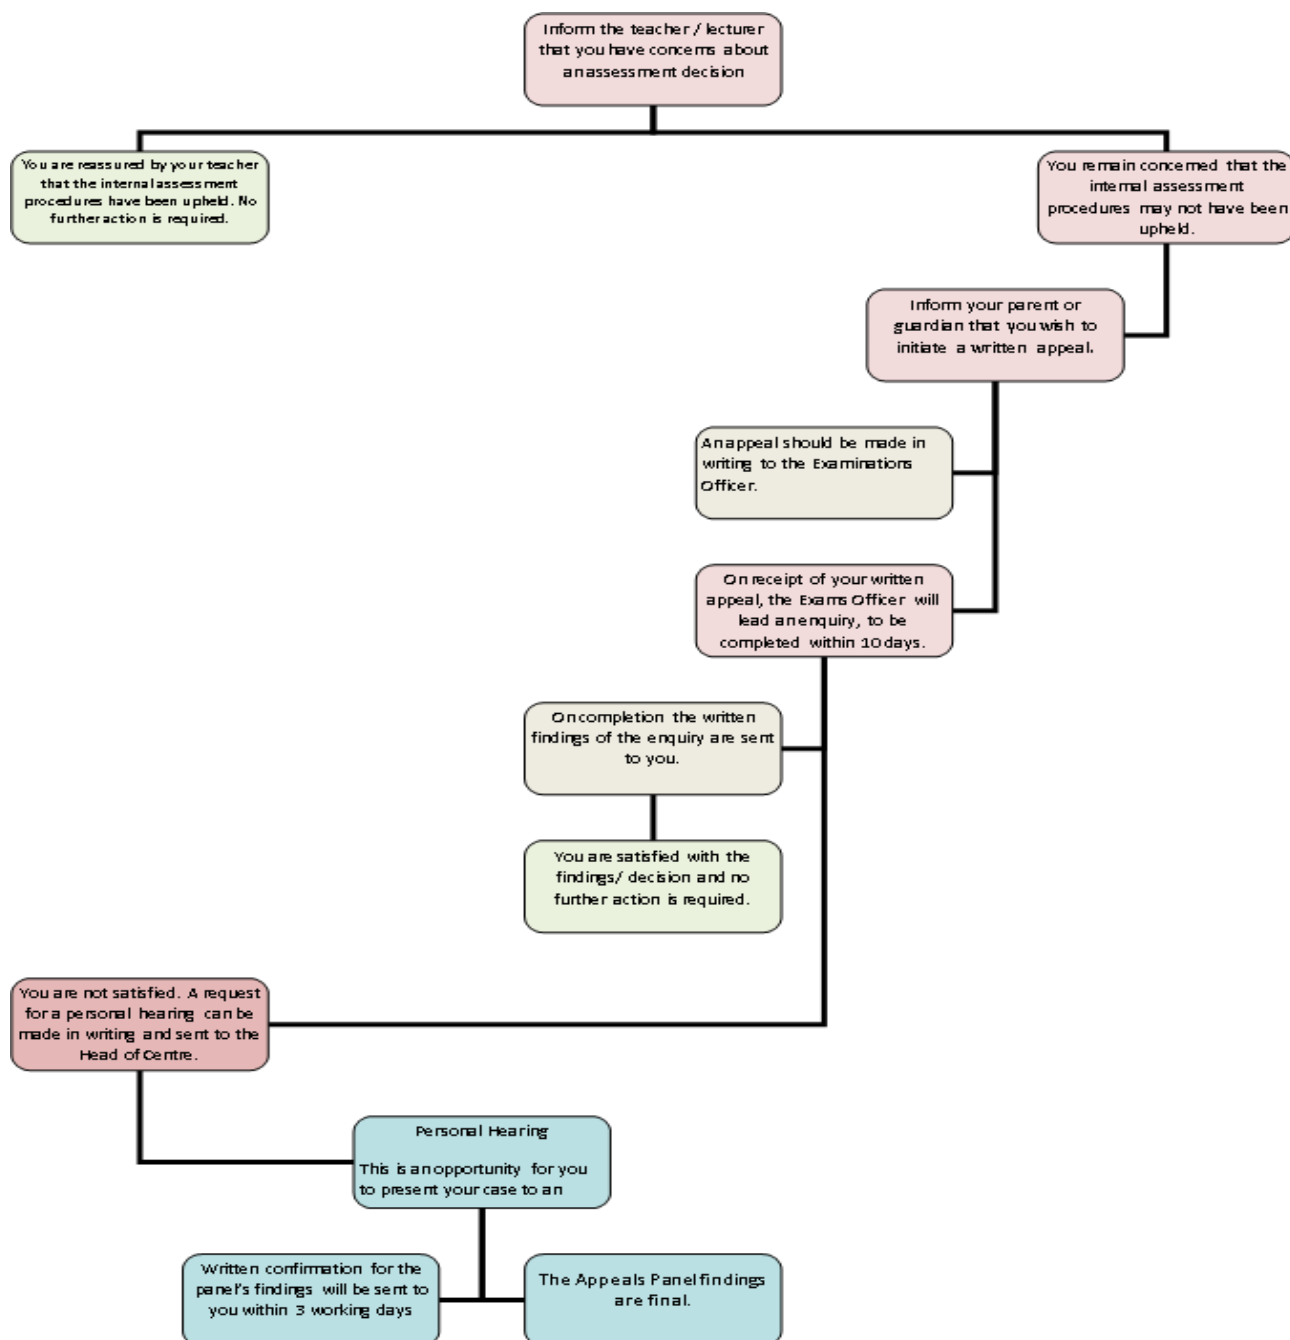 Inform the teacher / lecturer
that you have concerns about
an assessment decision
You are reassured by your teacher
that the internal assessment
procedures have been upheld. No
further action is required.
You remain concerned that the
internal assessment
procedures may not have been
upheld.
Inform your parent or
guardian that you wish to
initiate a written appeal.
An appeal should be made in
writing to the Examinations
Officer.
On receipt of your written
appeal, the Exams Officer will
lead an enquiry, to be
completed within 10 days.
On completion the written
findings of the enquiry are sent
to you.
You are satisfied with the
findings/ decision and no
further action is required.
You are not satisfied. A request
for a personal hearing can be
made in writing and sent to the
Head of Centre.
Personal Hearing
This is an opportunity for you
to present your case to an
Written confirmation for the
panel's findings will be sent to
you within 3 working days
The Appeals Panel findings
are final.